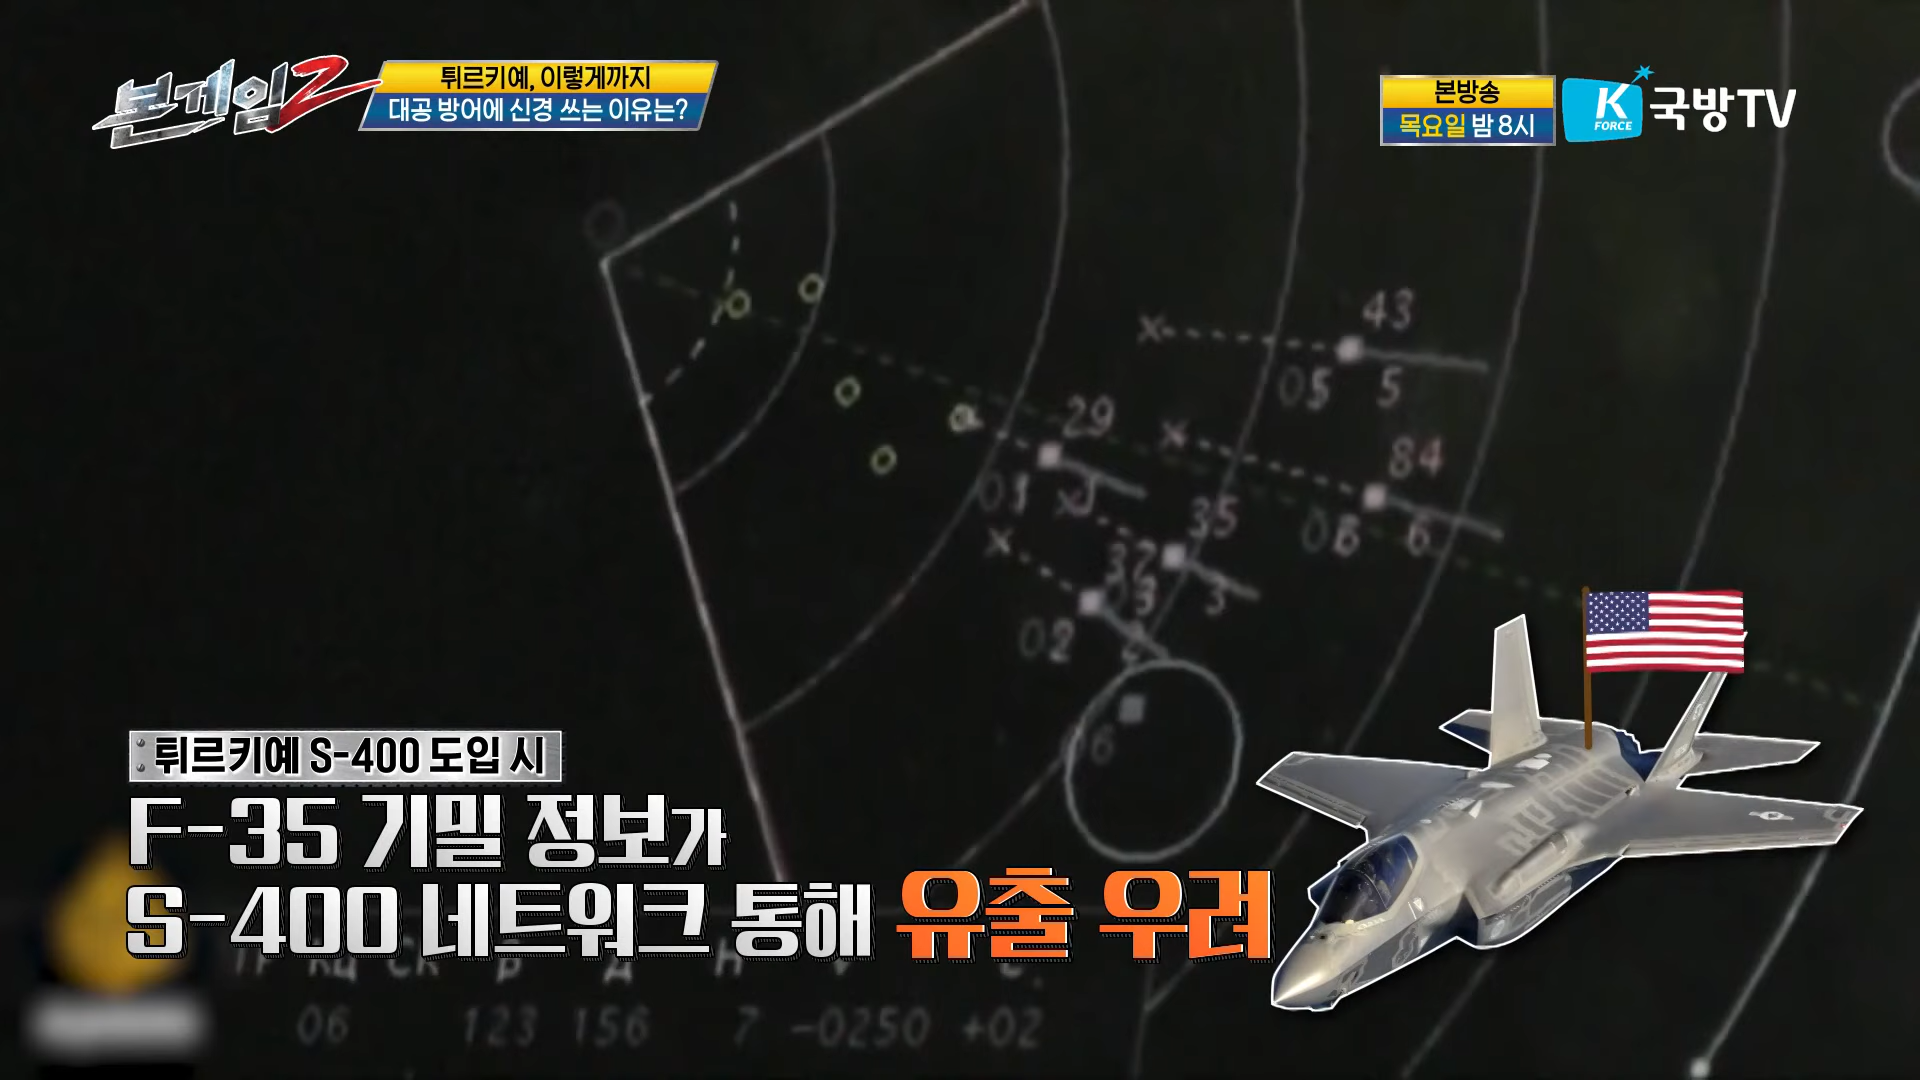 본게임2
튀르키예, 이렇게까지
대공 방어에 신경 쓰는 이유는?
본방송
목요일 밤 8시
K
FORCE
국방TV
43
05 5
29
84
35
06 6
37
3
02
6
튀르키예 S-400 도입 시
F-35 기밀 정보가
S-400 네트워크 통해 유출 우려
06 123 156 7 -0250 +02